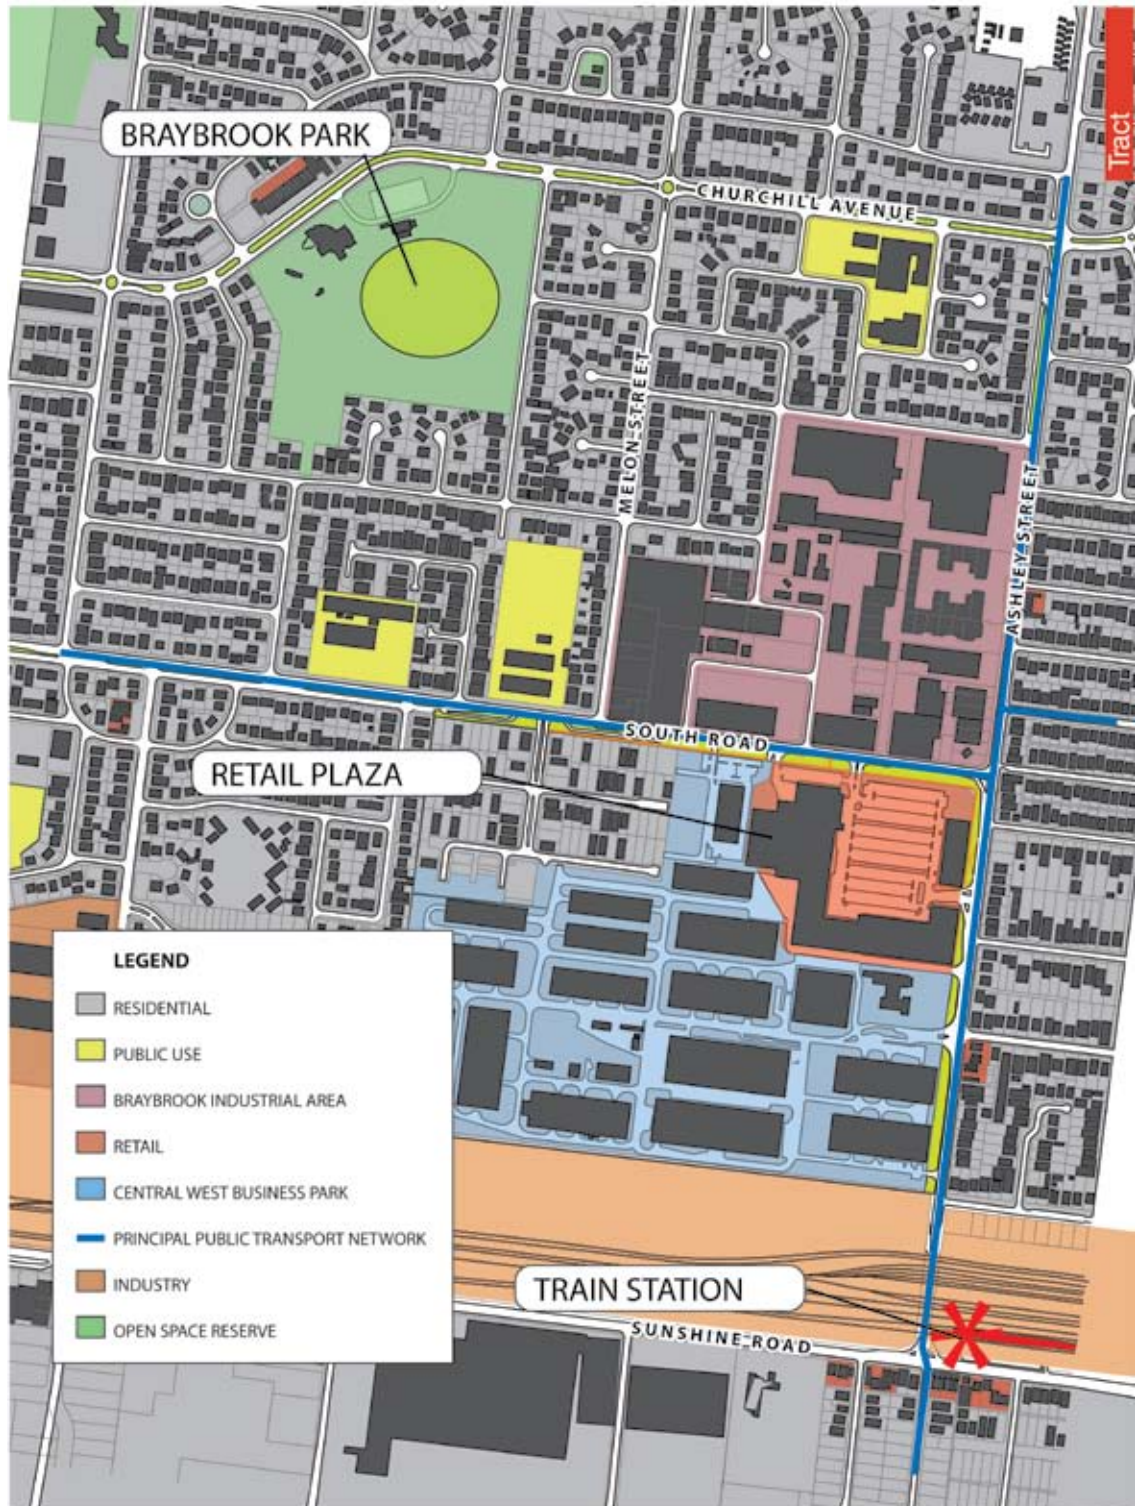 Tract
BRAYBROOK PARK
CHURCHILL AVENUE
MELON STREET
ASHLEY STREET
SOUTH ROAD
RETAIL PLAZA
LEGEND
RESIDENTIAL
PUBLIC USE
BRAYBROOK INDUSTRIAL AREA
RETAIL
CENTRAL WEST BUSINESS PARK
PRINCIPAL PUBLIC TRANSPORT NETWORK
INDUSTRY
OPEN SPACE RESERVE
TRAIN STATION
SUNSHINE ROAD